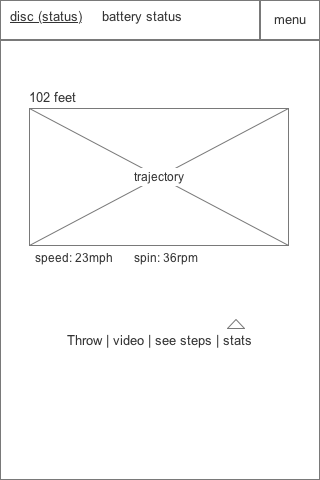 disc (status) battery status menu
102 feet
trajectory
speed: 23mph spin: 36rpm
Throw | video | see steps | stats